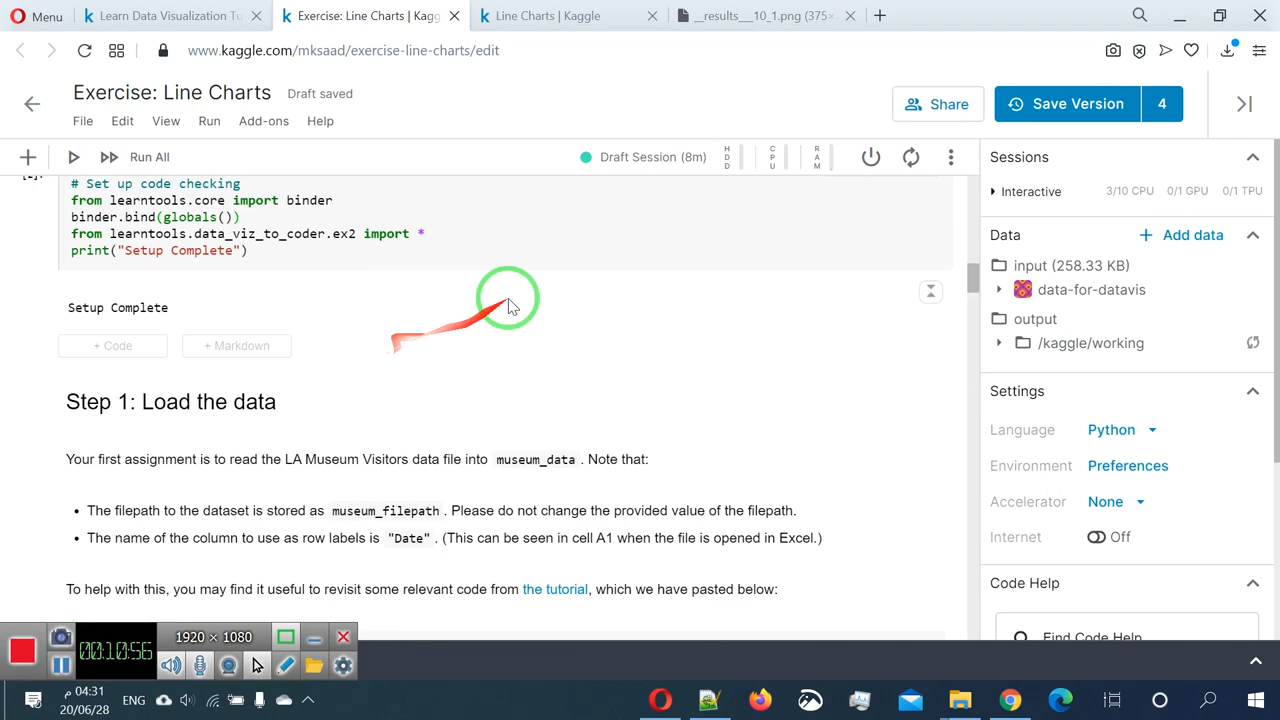 Menu
Learn Data Visualization Tu
Exercise: Line Charts | Kagg
Line Charts | Kaggle
__results___10_1.png (375×
www.kaggle.com/mksaad/exercise-line-charts/edit
Exercise: Line Charts
Draft saved
Share
Save Version
4
File
Edit
View
Run
Add-ons
Help
Run All
Draft Session (8m)
HDD
CPU
RAM
# Set up code checking
from learntools.core import binder
binder.bind(globals())
from learntools.data_viz_to_coder.ex2 import *
print("Setup Complete")
Setup Complete
+ Code
+ Markdown
Step 1: Load the data
Your first assignment is to read the LA Museum Visitors data file into museum_data . Note that:
• The filepath to the dataset is stored as museum_filepath . Please do not change the provided value of the filepath.
• The name of the column to use as row labels is "Date" . (This can be seen in cell A1 when the file is opened in Excel.)
To help with this, you may find it useful to revisit some relevant code from the tutorial, which we have pasted below:
Sessions
Interactive
3/10 CPU
0/1 GPU
0/1 TPU
Data
+ Add data
input (258.33 KB)
data-for-datavis
output
/kaggle/working
Settings
Language
Python
Environment
Preferences
Accelerator
None
Internet
Off
Code Help
Find Code Help
00:10:56
1920 × 1080
04:31 م
20/06/28
ENG